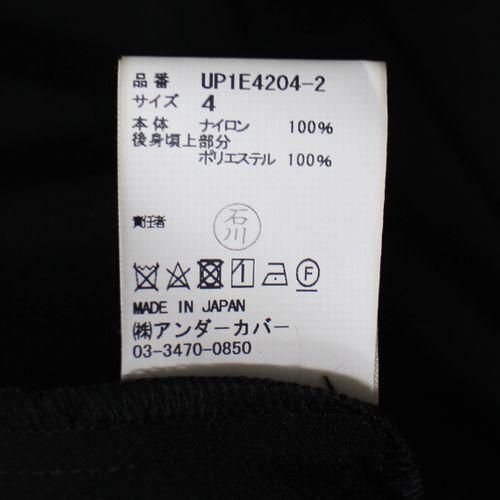 品番 UP1E4204-2
サイズ 4
本体 ナイロン 100%
後身頃上部分
ポリエステル 100%
責任者 石川
F
MADE IN JAPAN
㈱アンダーカバー
03-3470-0850